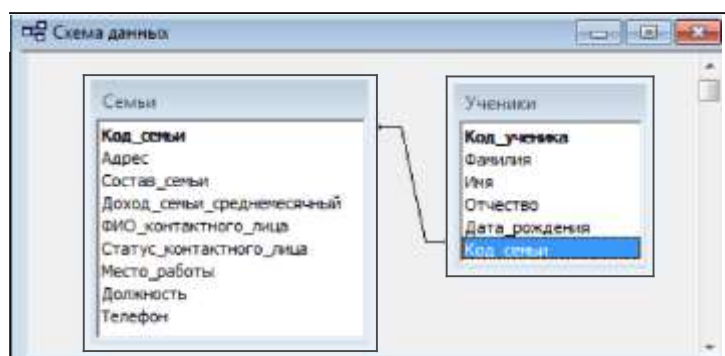 Схема данных
Семьи
Код_семьи
Адрес
Состав_семьи
Доход_семьи_среднемесячный
ФИО_контактного_лица
Статус_контактного_лица
Место_работы
Должность
Телефон
Ученики
Код_ученика
Фамилия
Имя
Отчество
Дата_рождения
Код_семьи